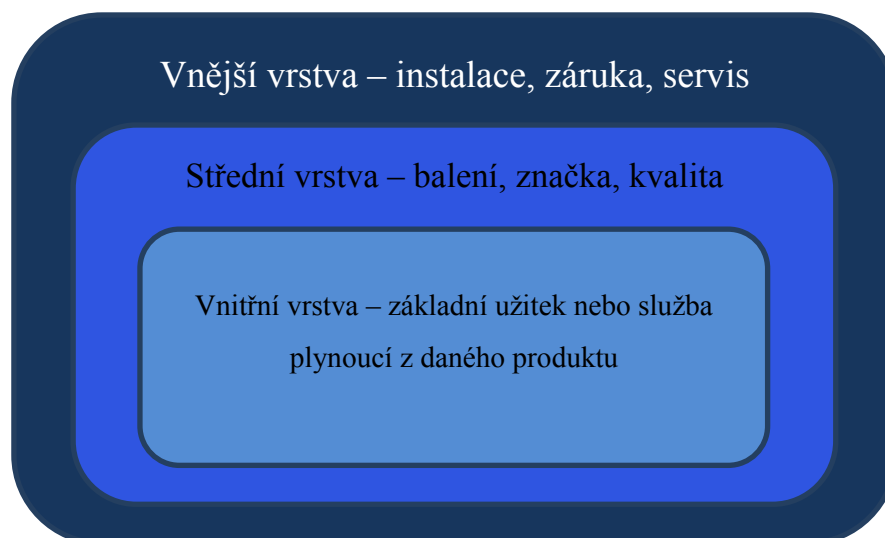 Vnější vrstva – instalace, záruka, servis
Střední vrstva – balení, značka, kvalita
Vnitřní vrstva – základní užitek nebo služba
plynoucí z daného produktu